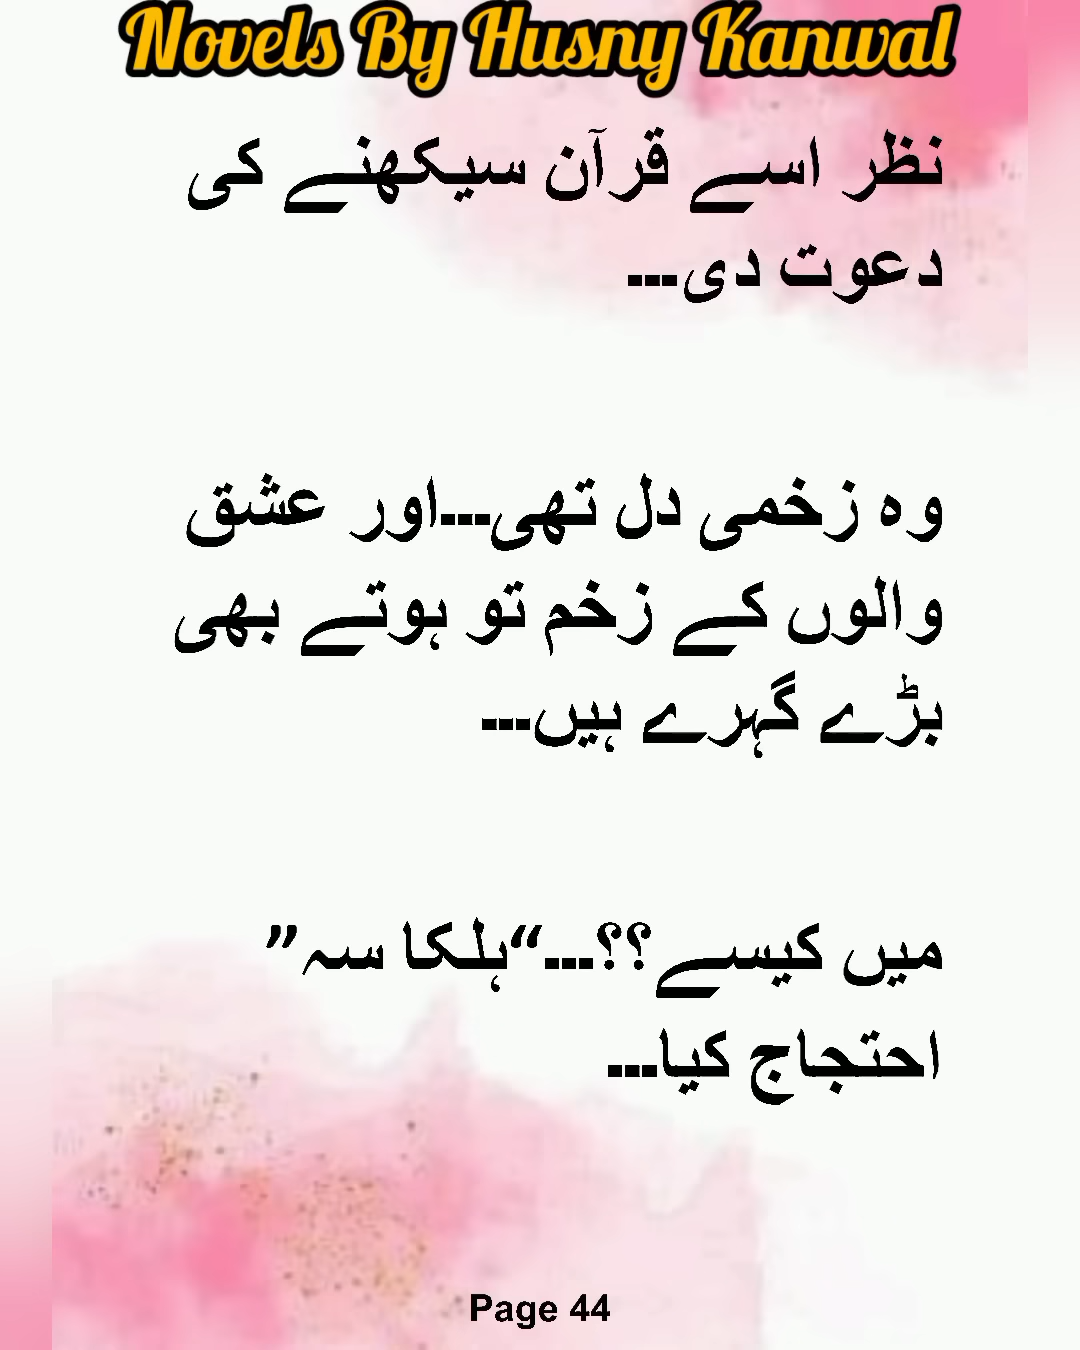 Novels By Husny Kanwal
نظر اسے قرآن سیکھنے کی
دعوت دی...
وہ زخمی دل تھی...اور عشق
والوں کے زخم تو ہوتے بھی
بڑے گہرے ہیں...
میں کیسے؟؟...“ہلکا سہ”
احتجاج کیا...
Page 44